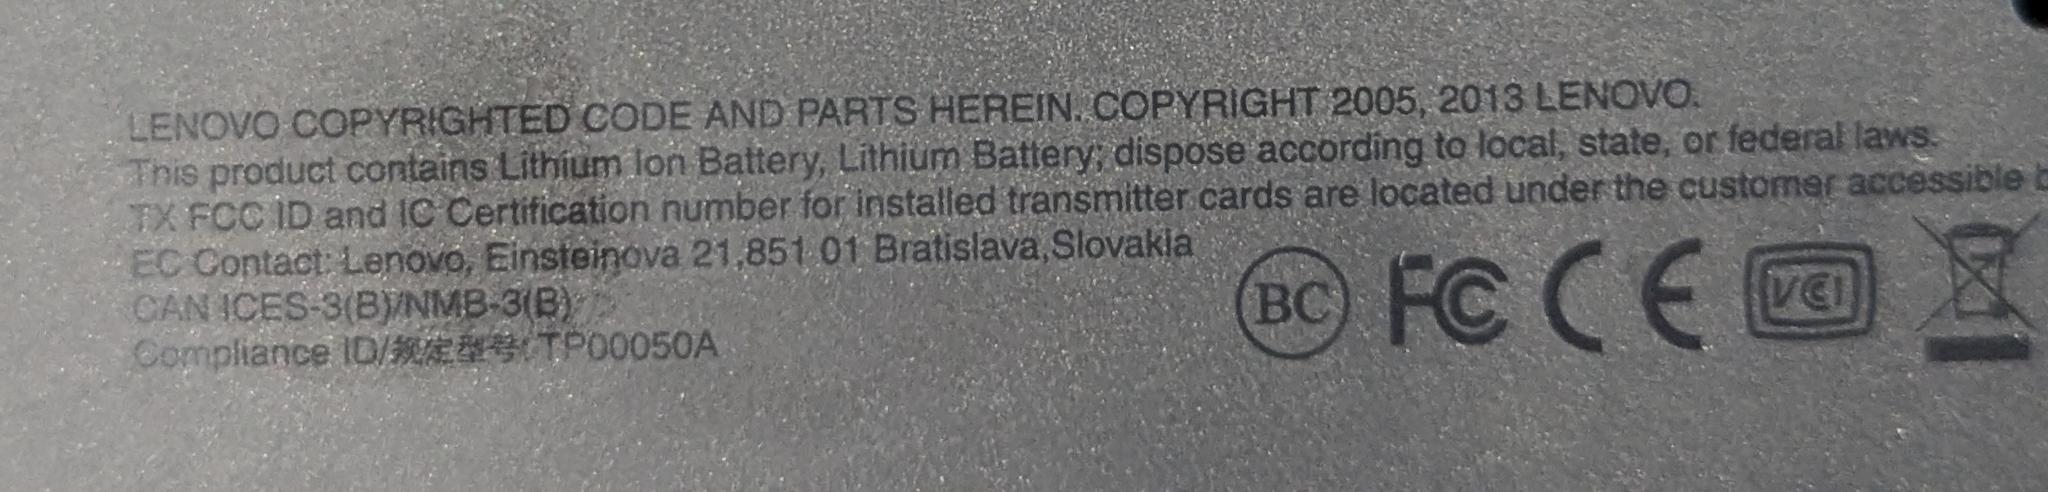 LENOVO COPYRIGHTED CODE AND PARTS HEREIN. COPYRIGHT 2005, 2013 LENOVO.
This product contains Lithium Ion Battery, Lithium Battery; dispose according to local, state, or federal laws.
TX FCC ID and IC Certification number for installed transmitter cards are located under the customer accessible
EC Contact: Lenovo, Einsteinova 21,851 01 Bratislava,Slovakia
CAN ICES-3(B)/NMB-3(B)
Compliance ID/规定型号: TP00050A
BC FC CE VCI